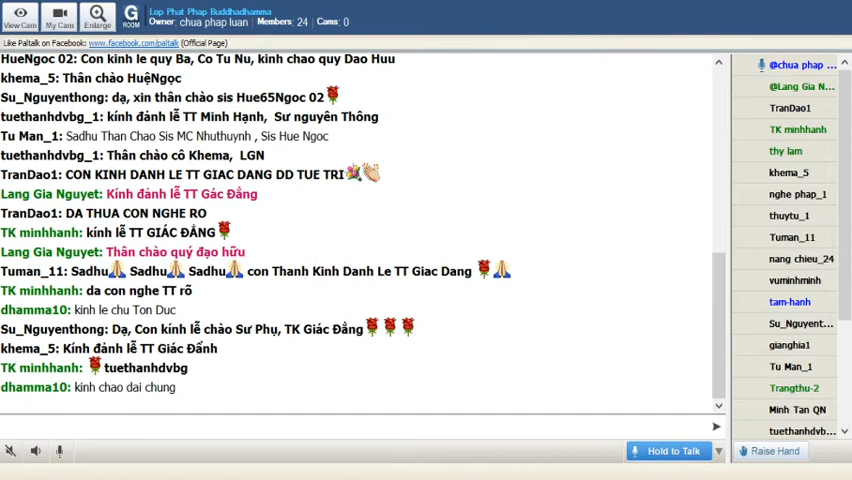 View Cam
My Cam
Enlarge
G
ROOM
Lop Phat Phap Buddhadhamma
Owner: chua phap luan Members: 24 Cams: 0
Like Paltalk on Facebook: www.facebook.com/paltalk (Official Page)
HueNgoc 02: Con kinh le quy Ba, Co Tu Nu, kinh chao quy Dao Huu
khema_5: Thân chào HuệNgọc
Su_Nguyenthong: dạ, xin thân chào sis Hue65Ngoc 02
tuethanhdvbg_1: kính đảnh lễ TT Minh Hạnh, Sư nguyên Thông
Tu Man_1: Sadhu Than Chao Sis MC Nhuthuynh , Sis Hue Ngoc
tuethanhdvbg_1: Thân chào cô Khema, LGN
TranDao1: CON KINH DANH LE TT GIAC DANG DD TUE TRI
Lang Gia Nguyet: Kính đảnh lễ TT Gác Đẳng
TranDao1: DA THUA CON NGHE RO
TK minhhanh: kính lễ TT GIÁC ĐẲNG
Lang Gia Nguyet: Thân chào quý đạo hữu
Tuman_11: Sadhu Sadhu Sadhu con Thanh Kinh Danh Le TT Giac Dang
TK minhhanh: da con nghe TT rõ
dhamma10: kinh le chu Ton Duc
Su_Nguyenthong: Dạ, Con kính lễ chào Sư Phụ, TK Giác Đẳng
khema_5: Kính đảnh lễ TT Giác Đẩnh
TK minhhanh: tuethanhdvbg
dhamma10: kinh chao dai chung
@chua phap ...
@Lang Gia N...
TranDao1
TK minhhanh
thy lam
khema_5
nghe phap_1
thuytu_1
Tuman_11
nang chieu_24
vuminhminh
tam-hanh
Su_Nguyent...
gianghia1
Tu Man_1
Trangthu-2
Minh Tan QN
tuethanhdvb...
Hold to Talk
Raise Hand